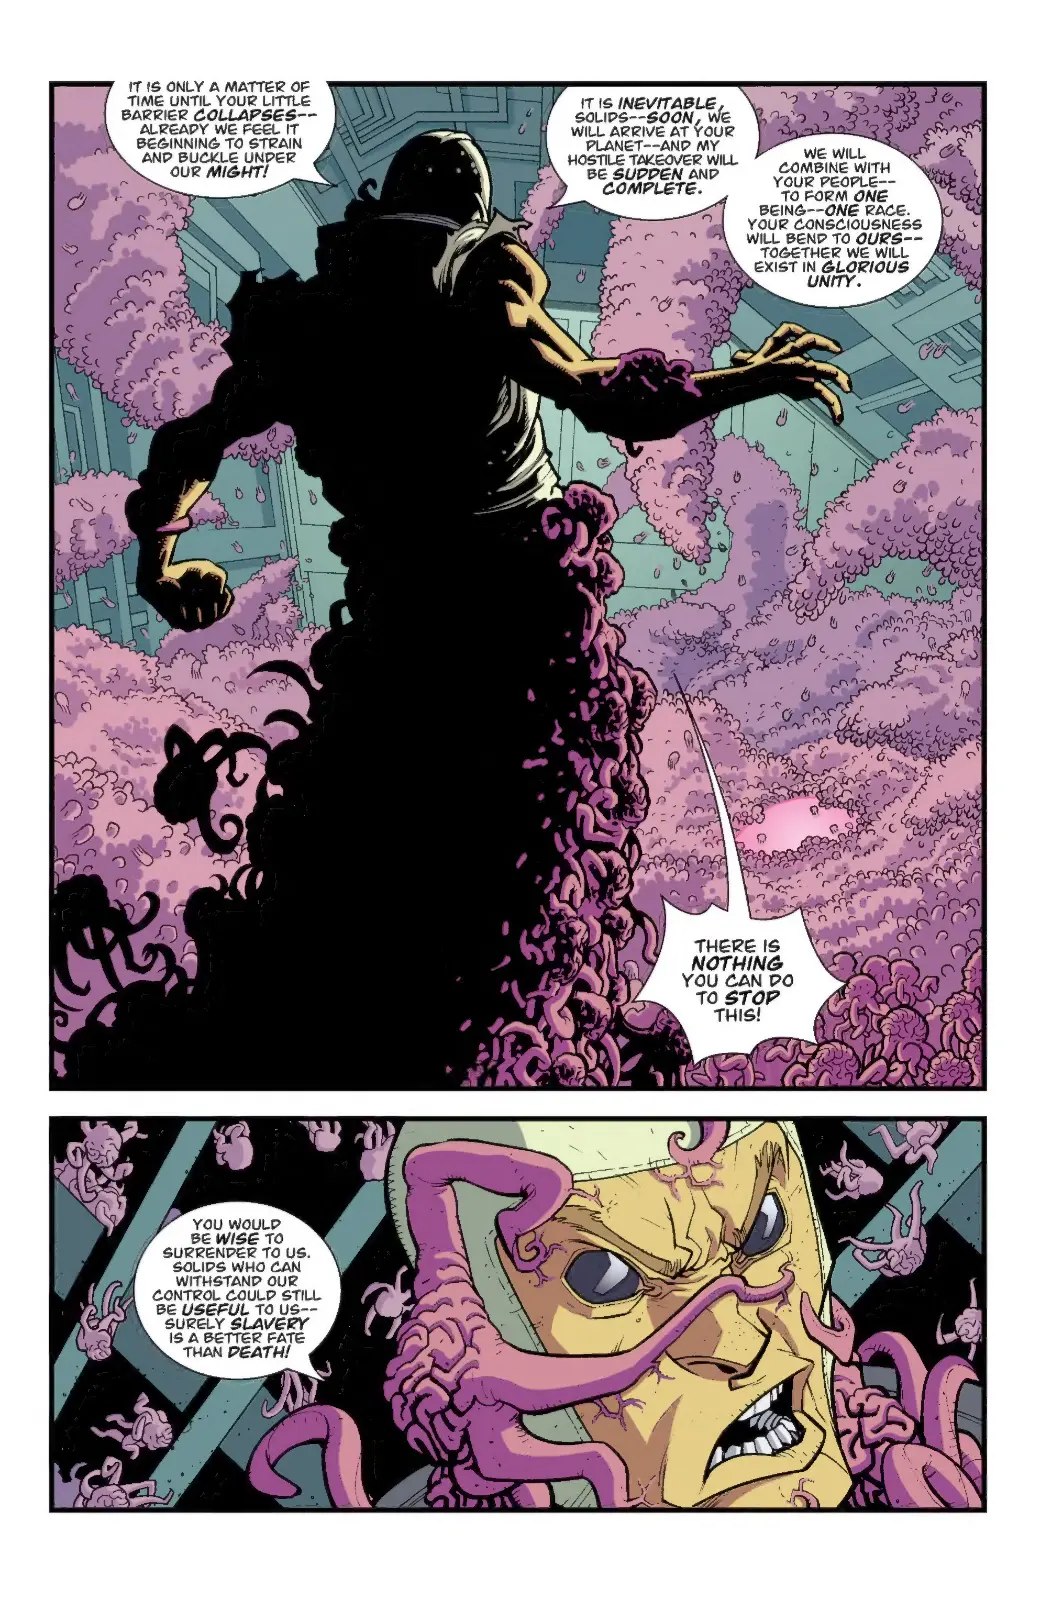 IT IS ONLY A MATTER OF
TIME UNTIL YOUR LITTLE
BARRIER COLLAPSES--
ALREADY WE FEEL IT
BEGINNING TO STRAIN
AND BUCKLE UNDER
OUR MIGHT!
IT IS INEVITABLE,
SOLIDS--SOON, WE
WILL ARRIVE AT YOUR
PLANET--AND MY
HOSTILE TAKEOVER WILL
BE SUDDEN AND
COMPLETE.
WE WILL
COMBINE WITH
YOUR PEOPLE--
TO FORM ONE
BEING--ONE RACE.
YOUR CONSCIOUSNESS
WILL BEND TO OURS--
TOGETHER WE WILL
EXIST IN GLORIOUS
UNITY.
THERE IS
NOTHING
YOU CAN DO
TO STOP
THIS!
YOU WOULD
BE WISE TO
SURRENDER TO US.
SOLIDS WHO CAN
WITHSTAND OUR
CONTROL COULD STILL
BE USEFUL TO US--
SURELY SLAVERY
IS A BETTER FATE
THAN DEATH!